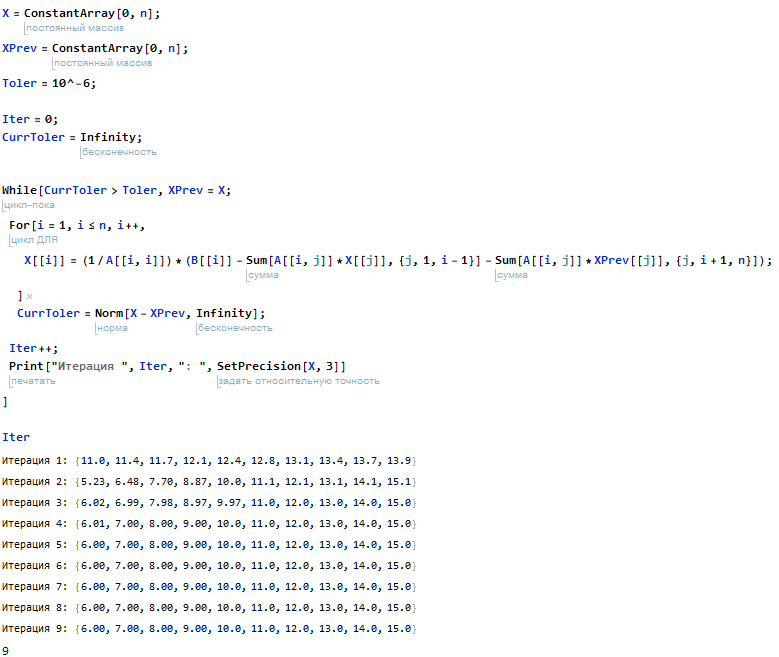 X = ConstantArray[0, n];
постоянный массив
XPrev = ConstantArray[0, n];
постоянный массив
Toler = 10^-6;
Iter = 0;
CurrToler = Infinity;
бесконечность
While[CurrToler > Toler, XPrev = X;
цикл-пока
For[i = 1, i ≤ n, i++,
цикл ДЛЯ
X[[i]] = (1/A[[i, i]]) * (B[[i]] - Sum[A[[i, j]] * X[[j]], {j, 1, i - 1}] - Sum[A[[i, j]] * XPrev[[j]], {j, i + 1, n}]);
сумма сумма
] ×
CurrToler = Norm[X - XPrev, Infinity];
норма бесконечность
Iter++;
Print["Итерация ", Iter, ": ", SetPrecision[X, 3]]
печатать задать относительную точность
]
Iter
Итерация 1: {11.0, 11.4, 11.7, 12.1, 12.4, 12.8, 13.1, 13.4, 13.7, 13.9}
Итерация 2: {5.23, 6.48, 7.70, 8.87, 10.0, 11.1, 12.1, 13.1, 14.1, 15.1}
Итерация 3: {6.02, 6.99, 7.98, 8.97, 9.97, 11.0, 12.0, 13.0, 14.0, 15.0}
Итерация 4: {6.01, 7.00, 8.00, 9.00, 10.0, 11.0, 12.0, 13.0, 14.0, 15.0}
Итерация 5: {6.00, 7.00, 8.00, 9.00, 10.0, 11.0, 12.0, 13.0, 14.0, 15.0}
Итерация 6: {6.00, 7.00, 8.00, 9.00, 10.0, 11.0, 12.0, 13.0, 14.0, 15.0}
Итерация 7: {6.00, 7.00, 8.00, 9.00, 10.0, 11.0, 12.0, 13.0, 14.0, 15.0}
Итерация 8: {6.00, 7.00, 8.00, 9.00, 10.0, 11.0, 12.0, 13.0, 14.0, 15.0}
Итерация 9: {6.00, 7.00, 8.00, 9.00, 10.0, 11.0, 12.0, 13.0, 14.0, 15.0}
9